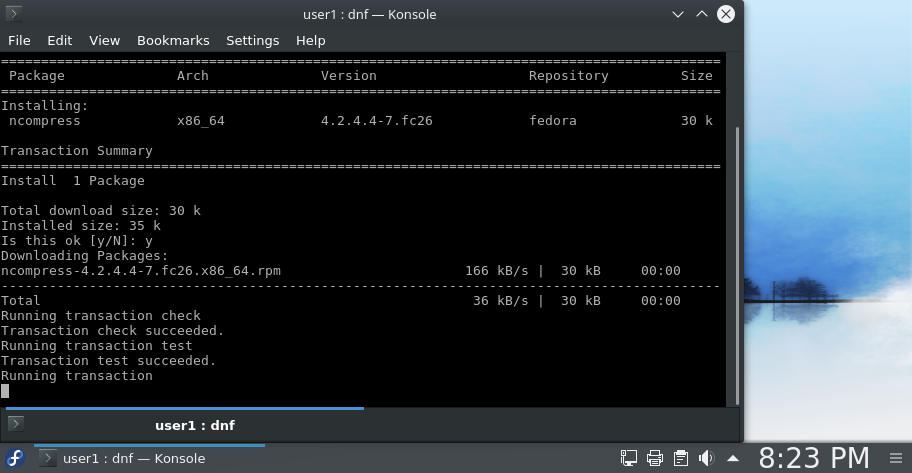 user1 : dnf — Konsole
File Edit View Bookmarks Settings Help
================================================================================
Package Arch Version Repository Size
================================================================================
Installing:
ncompress x86_64 4.2.4.4-7.fc26 fedora 30 k
Transaction Summary
================================================================================
Install 1 Package
Total download size: 30 k
Installed size: 35 k
Is this ok [y/N]: y
Downloading Packages:
ncompress-4.2.4.4-7.fc26.x86_64.rpm 166 kB/s | 30 kB 00:00
--------------------------------------------------------------------------------
Total 36 kB/s | 30 kB 00:00
Running transaction check
Transaction check succeeded.
Running transaction test
Transaction test succeeded.
Running transaction
user1 : dnf
user1 : dnf — Konsole
8:23 PM